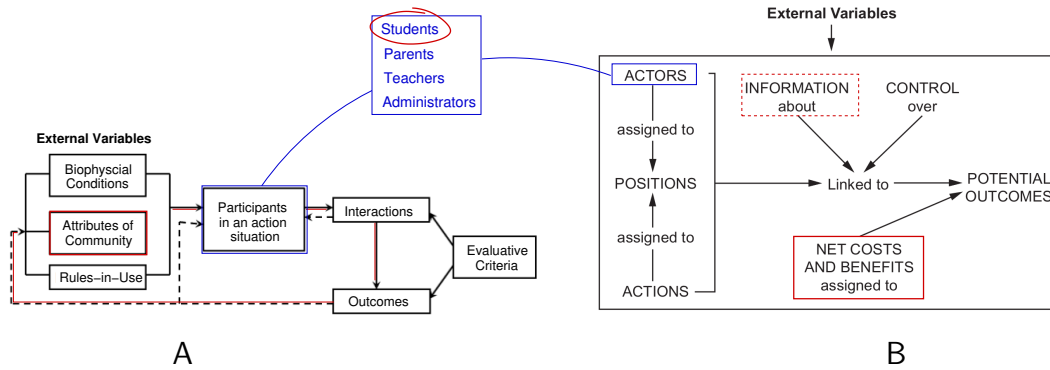 Students
Parents
Teachers
Administrators
External Variables
Biophyscial
Conditions
Attributes of
Community
Rules-in-Use
Participants
in an action
situation
Interactions
Outcomes
Evaluative
Criteria
A
External Variables
ACTORS
assigned to
POSITIONS
assigned to
ACTIONS
INFORMATION
about
CONTROL
over
Linked to
POTENTIAL
OUTCOMES
NET COSTS
AND BENEFITS
assigned to
B